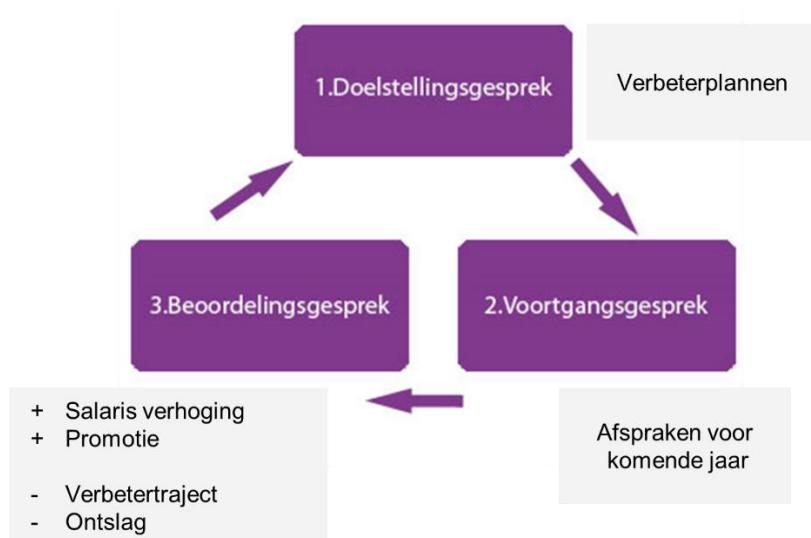 1.Doelstellingsgesprek
Verbeterplannen
3.Beoordelingsgesprek
2.Voortgangsgesprek
+ Salaris verhoging
+ Promotie
- Verbetertraject
- Ontslag
Afspraken voor
komende jaar